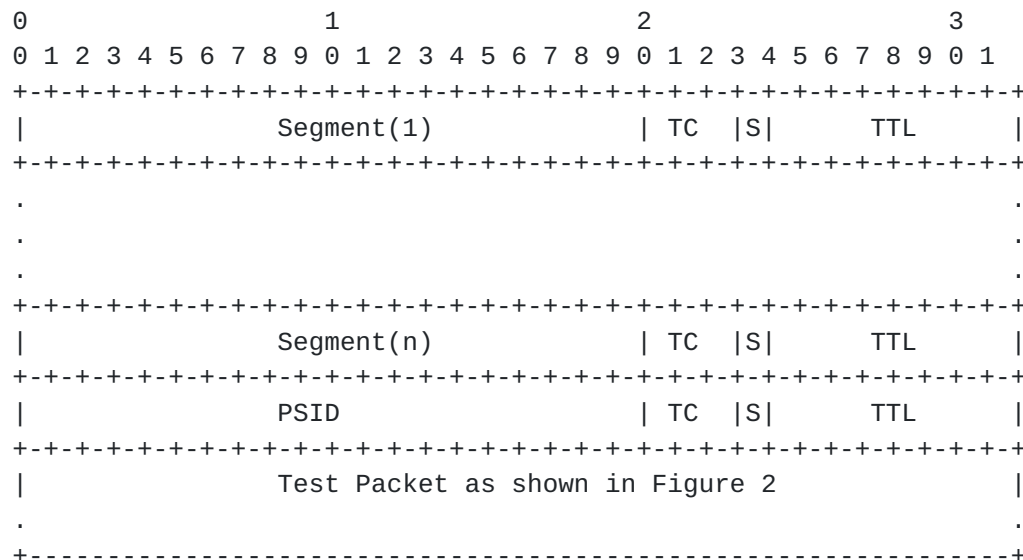 0                   1                   2                   3
0 1 2 3 4 5 6 7 8 9 0 1 2 3 4 5 6 7 8 9 0 1 2 3 4 5 6 7 8 9 0 1
+-+-+-+-+-+-+-+-+-+-+-+-+-+-+-+-+-+-+-+-+-+-+-+-+-+-+-+-+-+-+-+-+
|                Segment(1)             | TC  |S|      TTL      |
+-+-+-+-+-+-+-+-+-+-+-+-+-+-+-+-+-+-+-+-+-+-+-+-+-+-+-+-+-+-+-+-+
.                                                               .
.                                                               .
.                                                               .
+-+-+-+-+-+-+-+-+-+-+-+-+-+-+-+-+-+-+-+-+-+-+-+-+-+-+-+-+-+-+-+-+
|                Segment(n)             | TC  |S|      TTL      |
+-+-+-+-+-+-+-+-+-+-+-+-+-+-+-+-+-+-+-+-+-+-+-+-+-+-+-+-+-+-+-+-+
|                PSID                   | TC  |S|      TTL      |
+-+-+-+-+-+-+-+-+-+-+-+-+-+-+-+-+-+-+-+-+-+-+-+-+-+-+-+-+-+-+-+-+
|                Test Packet as shown in Figure 2               |
.                                                               .
+---------------------------------------------------------------+